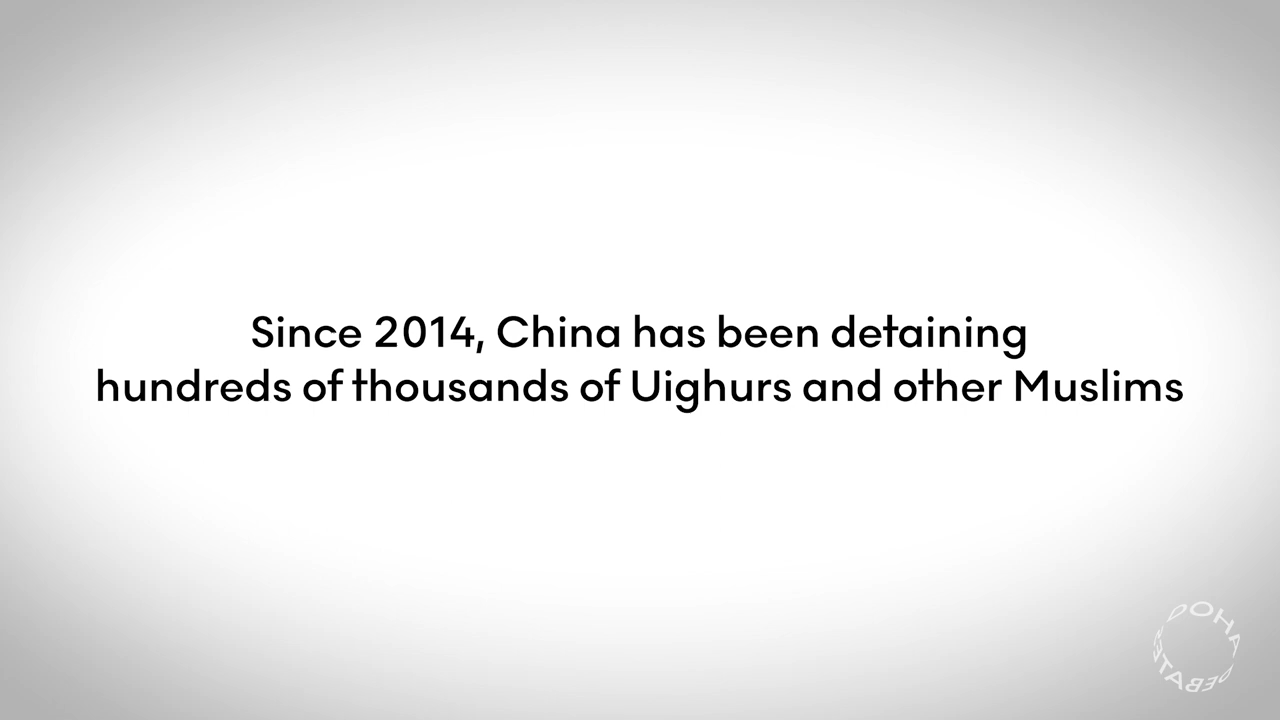 Since 2014, China has been detaining
hundreds of thousands of Uighurs and other Muslims
DOHA
DEBATES